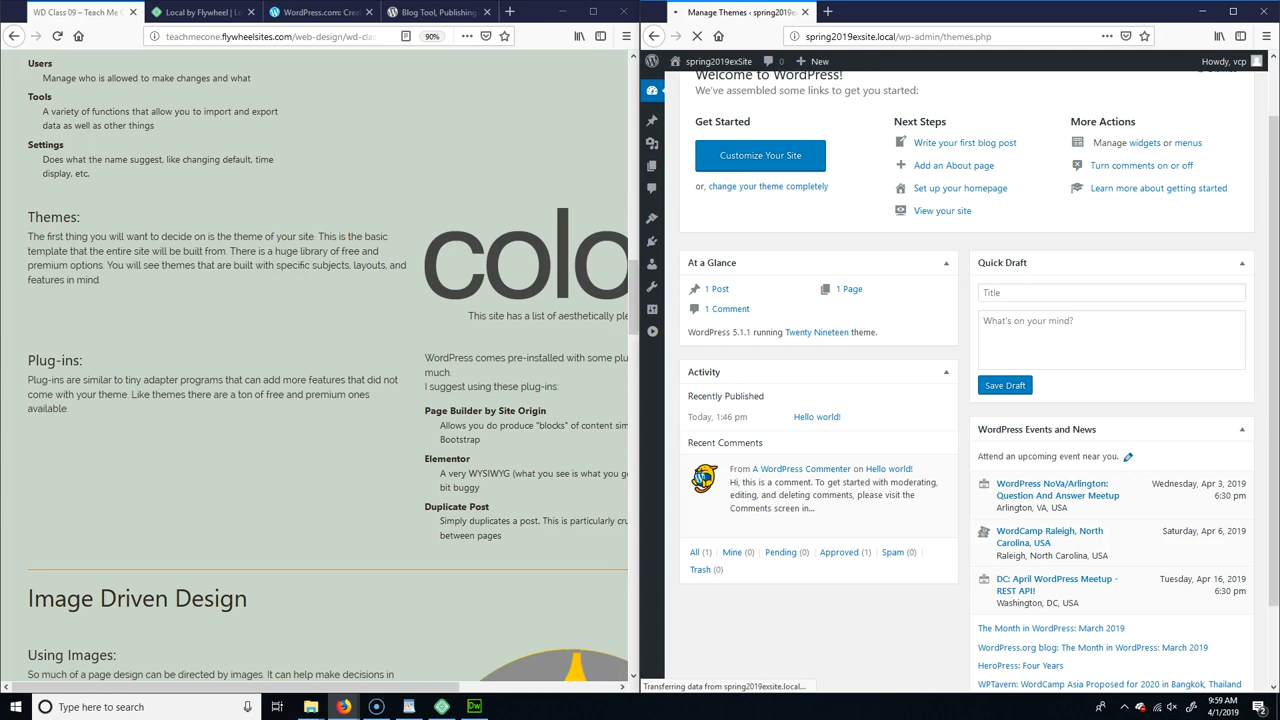 WD Class 09 – Teach Me C
Local by Flywheel | Lo
WordPress.com: Crea
Blog Tool, Publishing
teachmecone.flywheelsites.com/web-design/wd-cla
90%
Users
Manage who is allowed to make changes and what
Tools
A variety of functions that allow you to import and export
data as well as other things
Settings
Does what the name suggest, like changing default, time
display, etc.
Themes:
The first thing you will want to decide on is the theme of your site. This is the basic
template that the entire site will be built from. There is a huge library of free and
premium options. You will see themes that are built with specific subjects, layouts, and
features in mind.
colo
This site has a list of aesthetically ple
Plug-ins:
Plug-ins are similar to tiny adapter programs that can add more features that did not
come with your theme. Like themes there are a ton of free and premium ones
available.
WordPress comes pre-installed with some plu
much.
I suggest using these plug-ins:
Page Builder by Site Origin
Allows you do produce "blocks" of content sim
Bootstrap
Elementor
A very WYSIWYG (what you see is what you ge
bit buggy
Duplicate Post
Simply duplicates a post. This is particularly cru
between pages
Image Driven Design
Using Images:
So much of a page design can be directed by images. It can help make decisions in
Manage Themes ‹ spring2019e
spring2019exsite.local/wp-admin/themes.php
spring2019exSite
0
New
Howdy, vcp
Welcome to WordPress!
We've assembled some links to get you started:
Get Started
Customize Your Site
or, change your theme completely
Next Steps
Write your first blog post
Add an About page
Set up your homepage
View your site
More Actions
Manage widgets or menus
Turn comments on or off
Learn more about getting started
At a Glance
1 Post
1 Page
1 Comment
WordPress 5.1.1 running Twenty Nineteen theme.
Activity
Recently Published
Today, 1:46 pm
Hello world!
Recent Comments
From A WordPress Commenter on Hello world!
Hi, this is a comment. To get started with moderating,
editing, and deleting comments, please visit the
Comments screen in...
All (1) | Mine (0) | Pending (0) | Approved (1) | Spam (0) |
Trash (0)
Quick Draft
Title
What's on your mind?
Save Draft
WordPress Events and News
Attend an upcoming event near you.
WordPress NoVa/Arlington:
Question And Answer Meetup
Arlington, VA, USA
Wednesday, Apr 3, 2019
6:30 pm
WordCamp Raleigh, North
Carolina, USA
Raleigh, North Carolina, USA
Saturday, Apr 6, 2019
DC: April WordPress Meetup -
REST API!
Washington, DC, USA
Tuesday, Apr 16, 2019
6:30 pm
The Month in WordPress: March 2019
WordPress.org blog: The Month in WordPress: March 2019
HeroPress: Four Years
WPTavern: WordCamp Asia Proposed for 2020 in Bangkok, Thailand
Transferring data from spring2019exsite.local...
Type here to search
Dw
9:59 AM
4/1/2019
2